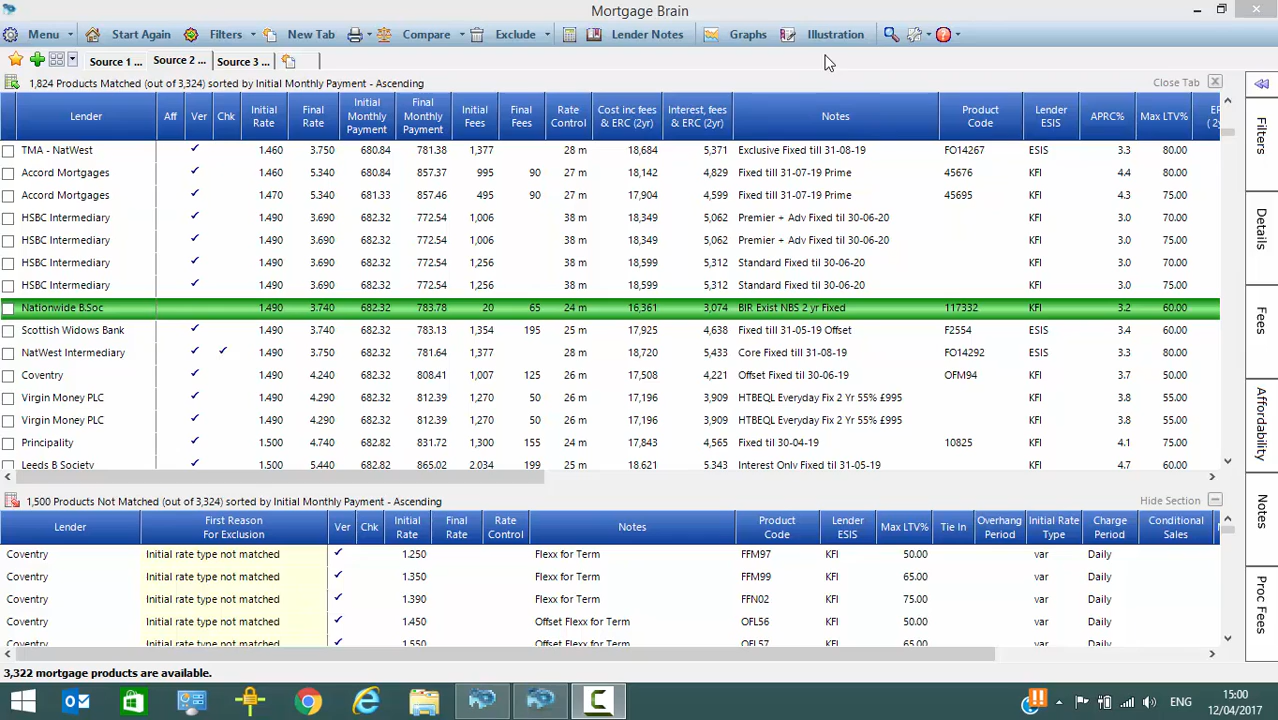 Mortgage Brain
Menu Start Again Filters New Tab Compare Exclude Lender Notes Graphs Illustration
Source 1 ... Source 2 ... Source 3 ...
1,824 Products Matched (out of 3,324) sorted by Initial Monthly Payment - Ascending Close Tab
Lender Aff Ver Chk Initial Rate Final Rate Initial Monthly Payment Final Monthly Payment Initial Fees Final Fees Rate Control Cost inc fees & ERC (2yr) Interest, fees & ERC (2yr) Notes Product Code Lender ESIS APRC% Max LTV%
TMA - NatWest 1.460 3.750 680.84 781.38 1,377 28 m 18,684 5,371 Exclusive Fixed till 31-08-19 FO14267 ESIS 3.3 80.00
Accord Mortgages 1.460 5.340 680.84 857.37 995 90 27 m 18,142 4,829 Fixed till 31-07-19 Prime 45676 KFI 4.4 80.00
Accord Mortgages 1.470 5.340 681.33 857.46 495 90 27 m 17,904 4,599 Fixed till 31-07-19 Prime 45695 KFI 4.3 75.00
HSBC Intermediary 1.490 3.690 682.32 772.54 1,006 38 m 18,349 5,062 Premier + Adv Fixed til 30-06-20 KFI 3.0 70.00
HSBC Intermediary 1.490 3.690 682.32 772.54 1,006 38 m 18,349 5,062 Premier + Adv Fixed til 30-06-20 KFI 3.0 75.00
HSBC Intermediary 1.490 3.690 682.32 772.54 1,256 38 m 18,599 5,312 Standard Fixed til 30-06-20 KFI 3.0 70.00
HSBC Intermediary 1.490 3.690 682.32 772.54 1,256 38 m 18,599 5,312 Standard Fixed til 30-06-20 KFI 3.0 75.00
Nationwide B.Soc 1.490 3.740 682.32 783.78 20 65 24 m 16,361 3,074 BIR Exist NBS 2 yr Fixed 117332 KFI 3.2 60.00
Scottish Widows Bank 1.490 3.740 682.32 783.13 1,354 195 25 m 17,925 4,638 Fixed till 31-05-19 Offset F2554 ESIS 3.4 60.00
NatWest Intermediary 1.490 3.750 682.32 781.64 1,377 28 m 18,720 5,433 Core Fixed till 31-08-19 FO14292 ESIS 3.3 80.00
Coventry 1.490 4.240 682.32 808.41 1,007 125 26 m 17,508 4,221 Offset Fixed to 30-06-19 OFM94 KFI 3.7 50.00
Virgin Money PLC 1.490 4.290 682.32 812.39 1,270 50 26 m 17,196 3,909 HTBEQL Everyday Fix 2 Yr 55% £995 KFI 3.8 55.00
Virgin Money PLC 1.490 4.290 682.32 812.39 1,270 50 26 m 17,196 3,909 HTBEQL Everyday Fix 2 Yr 55% £995 KFI 3.8 55.00
Principality 1.500 4.740 682.82 831.72 1,300 155 24 m 17,843 4,565 Fixed til 30-04-19 10825 KFI 4.1 75.00
Leeds B Society 1.500 5.440 682.82 865.02 2,034 199 25 m 18,621 5,343 Interest Only Fixed till 31-05-19 KFI 4.7 60.00
1,500 Products Not Matched (out of 3,324) sorted by Initial Monthly Payment - Ascending Hide Section
Lender First Reason For Exclusion Ver Chk Initial Rate Final Rate Rate Control Notes Product Code Lender ESIS Max LTV% Tie In Overhang Period Initial Rate Type Charge Period Conditional Sales
Coventry Initial rate type not matched 1.250 Flexx for Term FFM97 KFI 50.00 var Daily
Coventry Initial rate type not matched 1.350 Flexx for Term FFM99 KFI 65.00 var Daily
Coventry Initial rate type not matched 1.390 Flexx for Term FFN02 KFI 75.00 var Daily
Coventry Initial rate type not matched 1.450 Offset Flexx for Term OFL56 KFI 50.00 var Daily
Coventry Initial rate type not matched 1.550 Offset Flexx for Term OFL57 KFI 65.00 var Daily
3,322 mortgage products are available.
Filters
Details
Fees
Affordability
Notes
Proc Fees
ENG
15:00
12/04/2017